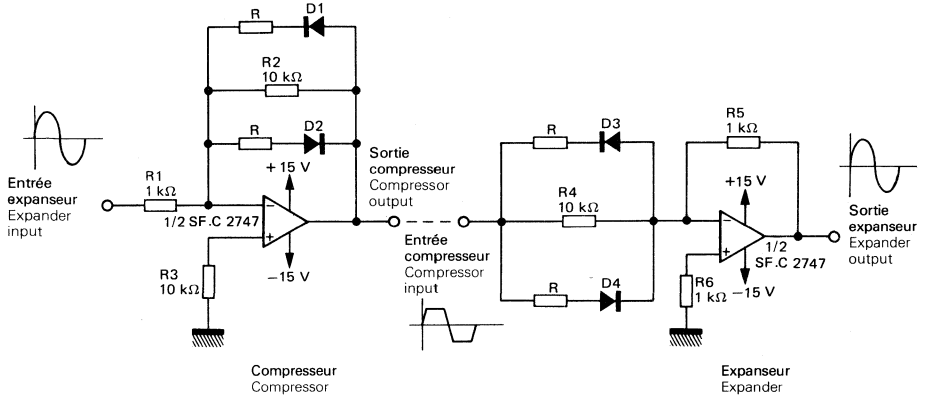 R
D1
R2
10 kΩ
R
D2
+15 V
Entrée
expanseur
Expander
input
R1
1 kΩ
1/2 SF.C 2747
−
+
−15 V
R3
10 kΩ
Sortie
compresseur
Compressor
output
Compresseur
Compressor
Entrée
compresseur
Compressor
input
R
D3
R4
10 kΩ
R
D4
R5
1 kΩ
+15 V
−
+
1/2
SF.C 2747
−15 V
R6
1 kΩ
Sortie
expanseur
Expander
output
Expanseur
Expander